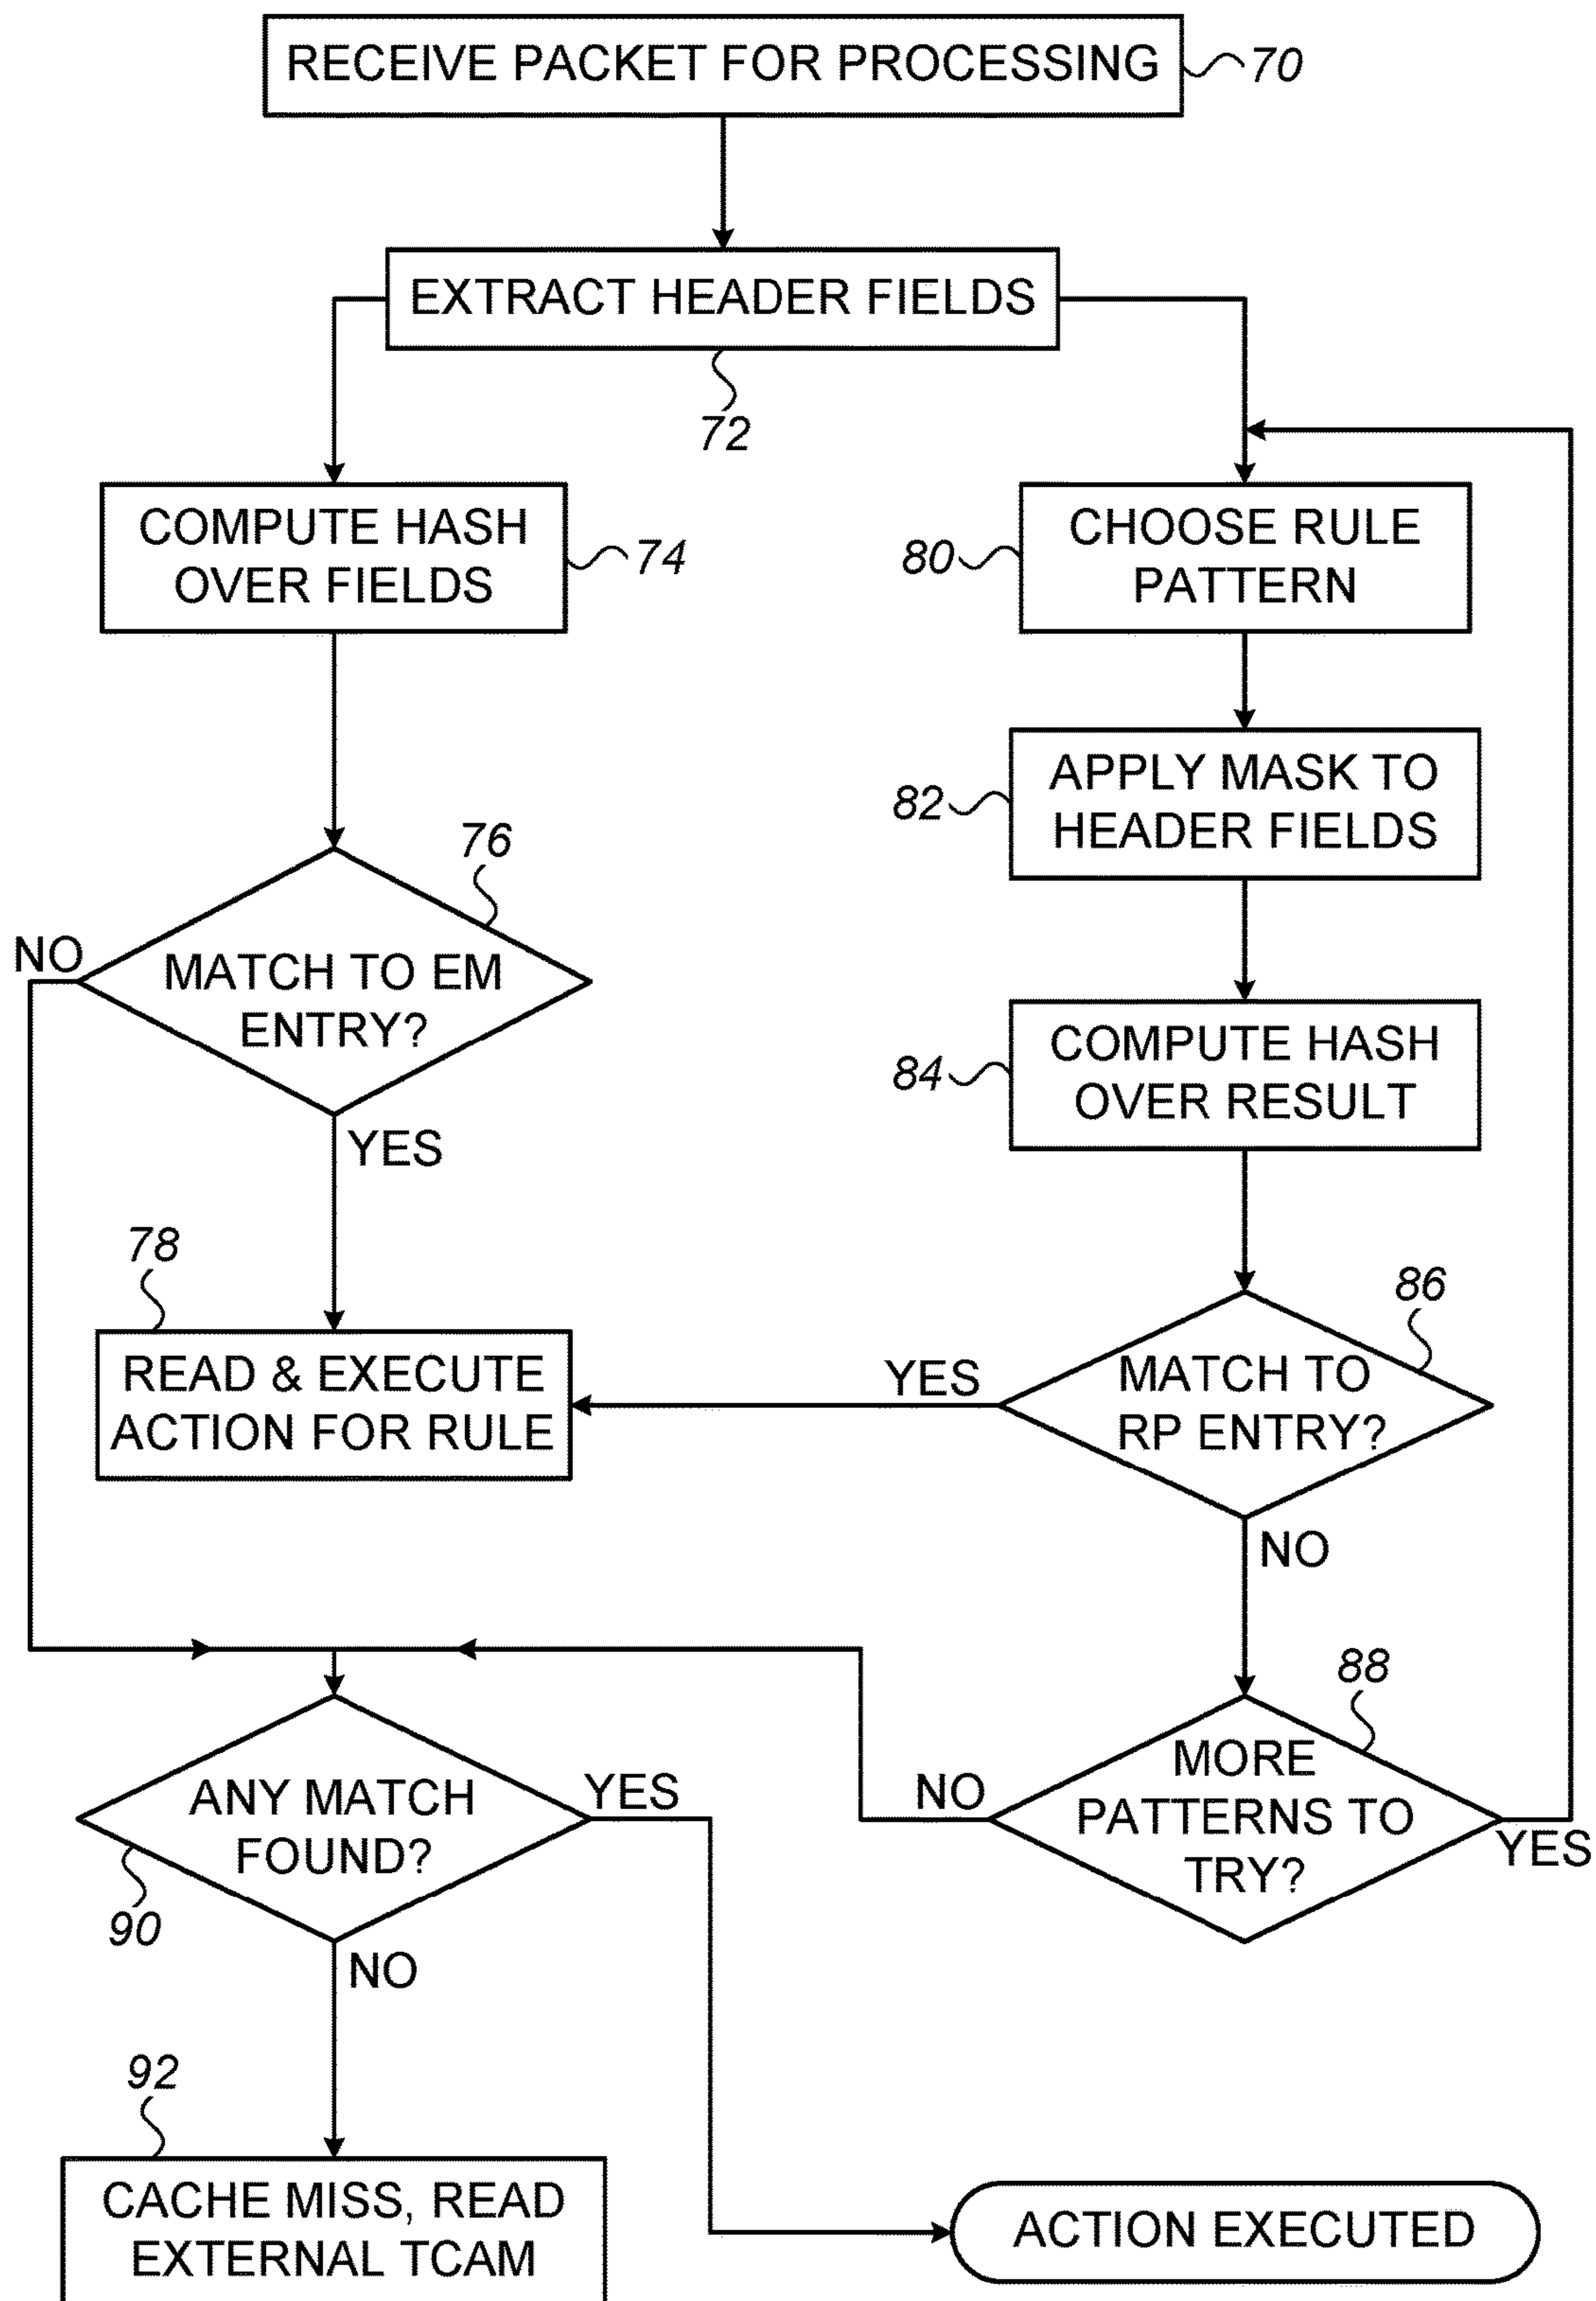 RECEIVE PACKET FOR PROCESSING
70
EXTRACT HEADER FIELDS
72
COMPUTE HASH
OVER FIELDS
74
80
CHOOSE RULE
PATTERN
82
APPLY MASK TO
HEADER FIELDS
76
NO
MATCH TO EM
ENTRY?
YES
84
COMPUTE HASH
OVER RESULT
78
READ & EXECUTE
ACTION FOR RULE
86
YES
MATCH TO
RP ENTRY?
NO
88
NO
MORE
PATTERNS TO
TRY?
YES
ANY MATCH
FOUND?
YES
90
NO
92
CACHE MISS, READ
EXTERNAL TCAM
ACTION EXECUTED